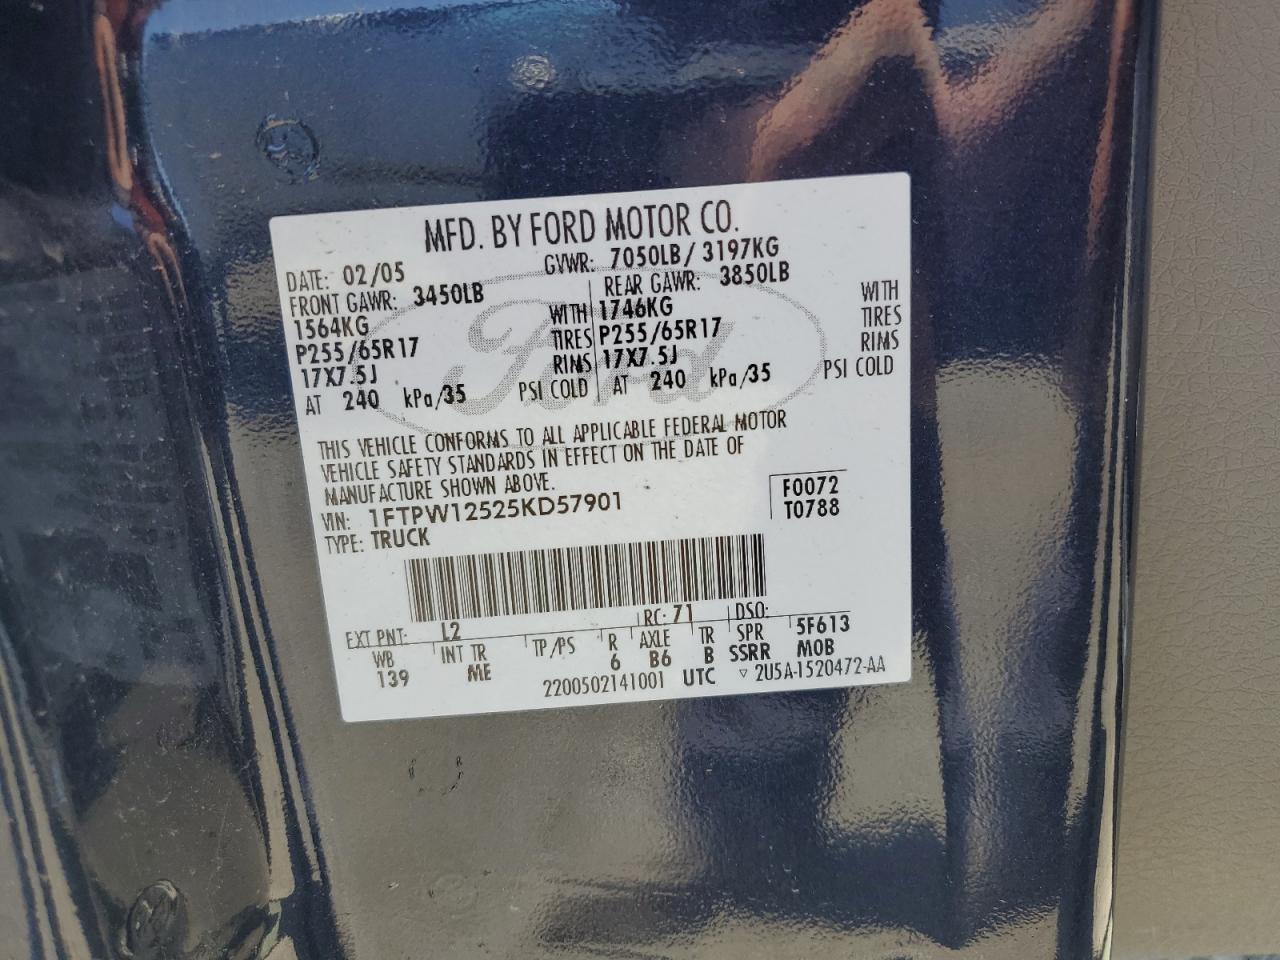 MFD. BY FORD MOTOR CO.
DATE: 02/05 GVWR: 7050LB / 3197KG
FRONT GAWR: 3450LB REAR GAWR: 3850LB
1564KG WITH 1746KG WITH
P255/65R17 TIRES P255/65R17 TIRES
17X7.5J RIMS 17X7.5J RIMS
AT 240 kPa/35 PSI COLD AT 240 kPa/35 PSI COLD
Ford
THIS VEHICLE CONFORMS TO ALL APPLICABLE FEDERAL MOTOR
VEHICLE SAFETY STANDARDS IN EFFECT ON THE DATE OF
MANUFACTURE SHOWN ABOVE.
VIN: 1FTPW12525KD57901 F0072
TYPE: TRUCK T0788
EXT PNT: L2 RC: 71 DSO:
WB INT TR TP/PS R AXLE TR SPR 5F613
139 ME 6 B6 B SSRR MOB
2200502141001 UTC ▽ 2U5A-1520472-AA